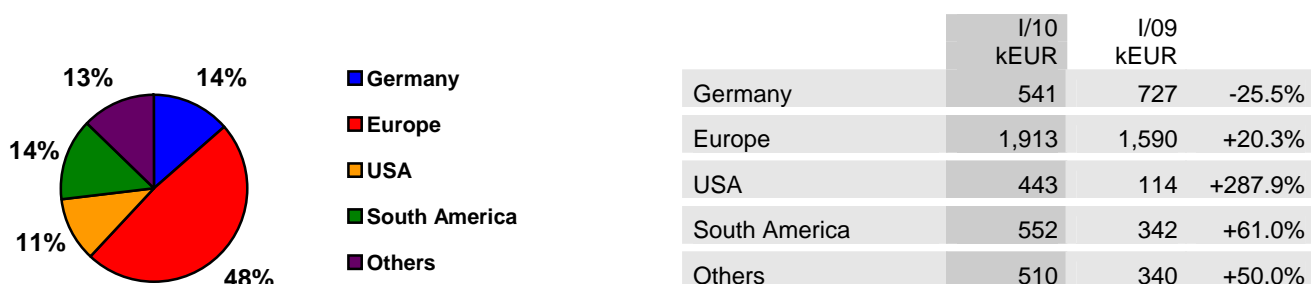 13% 14%
14%
11%
48%
Germany
Europe
USA
South America
Others
I/10 I/09
kEUR kEUR
Germany 541 727 -25.5%
Europe 1,913 1,590 +20.3%
USA 443 114 +287.9%
South America 552 342 +61.0%
Others 510 340 +50.0%